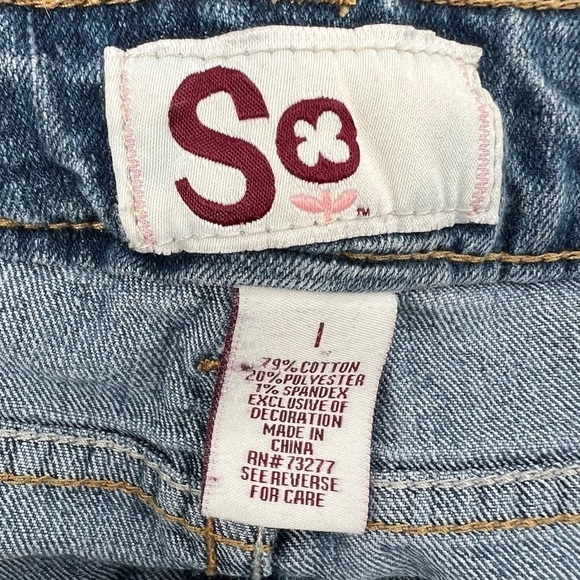 So
TM
1
79% COTTON
20% POLYESTER
1% SPANDEX
EXCLUSIVE OF
DECORATION
MADE IN
CHINA
RN# 73277
SEE REVERSE
FOR CARE